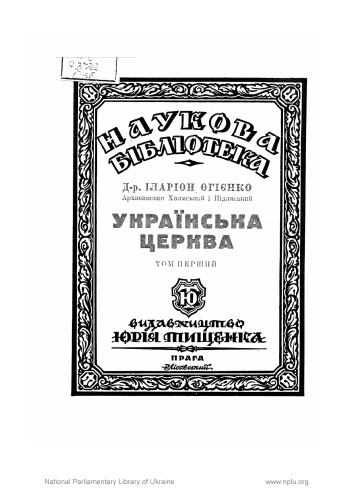 НАУКОВА
БІБЛІОТЕКА
Д-р. ІЛАРІОН ОГІЄНКО
Архиєпископ Холмський і Підляський
УКРАЇНСЬКА
ЦЕРКВА
ТОМ ПЕРШИЙ
Ю
ВИДАВНИЦТВО
ЮРІЯ ТИЩЕНКА
ПРАГА
National Parliamentary Library of Ukraine
www.nplu.org